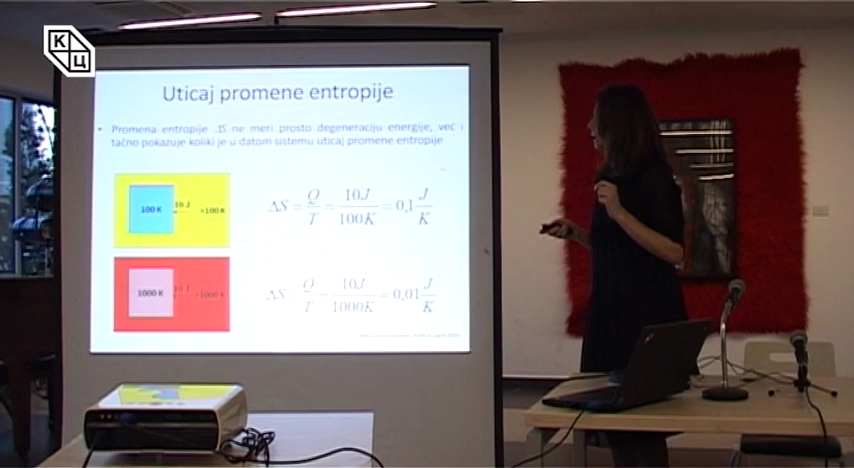 КЦ
Uticaj promene entropije
• Promena entropije ΔS ne meri prosto degeneraciju energije, već i
tačno pokazuje koliki je u datom sistemu uticaj promene entropije
100 K 10 J >100 K
ΔS = Q/T = 10J/100K = 0,1 J/K
1000 K 10 J >1000 K
ΔS = Q/T = 10J/1000K = 0,01 J/K